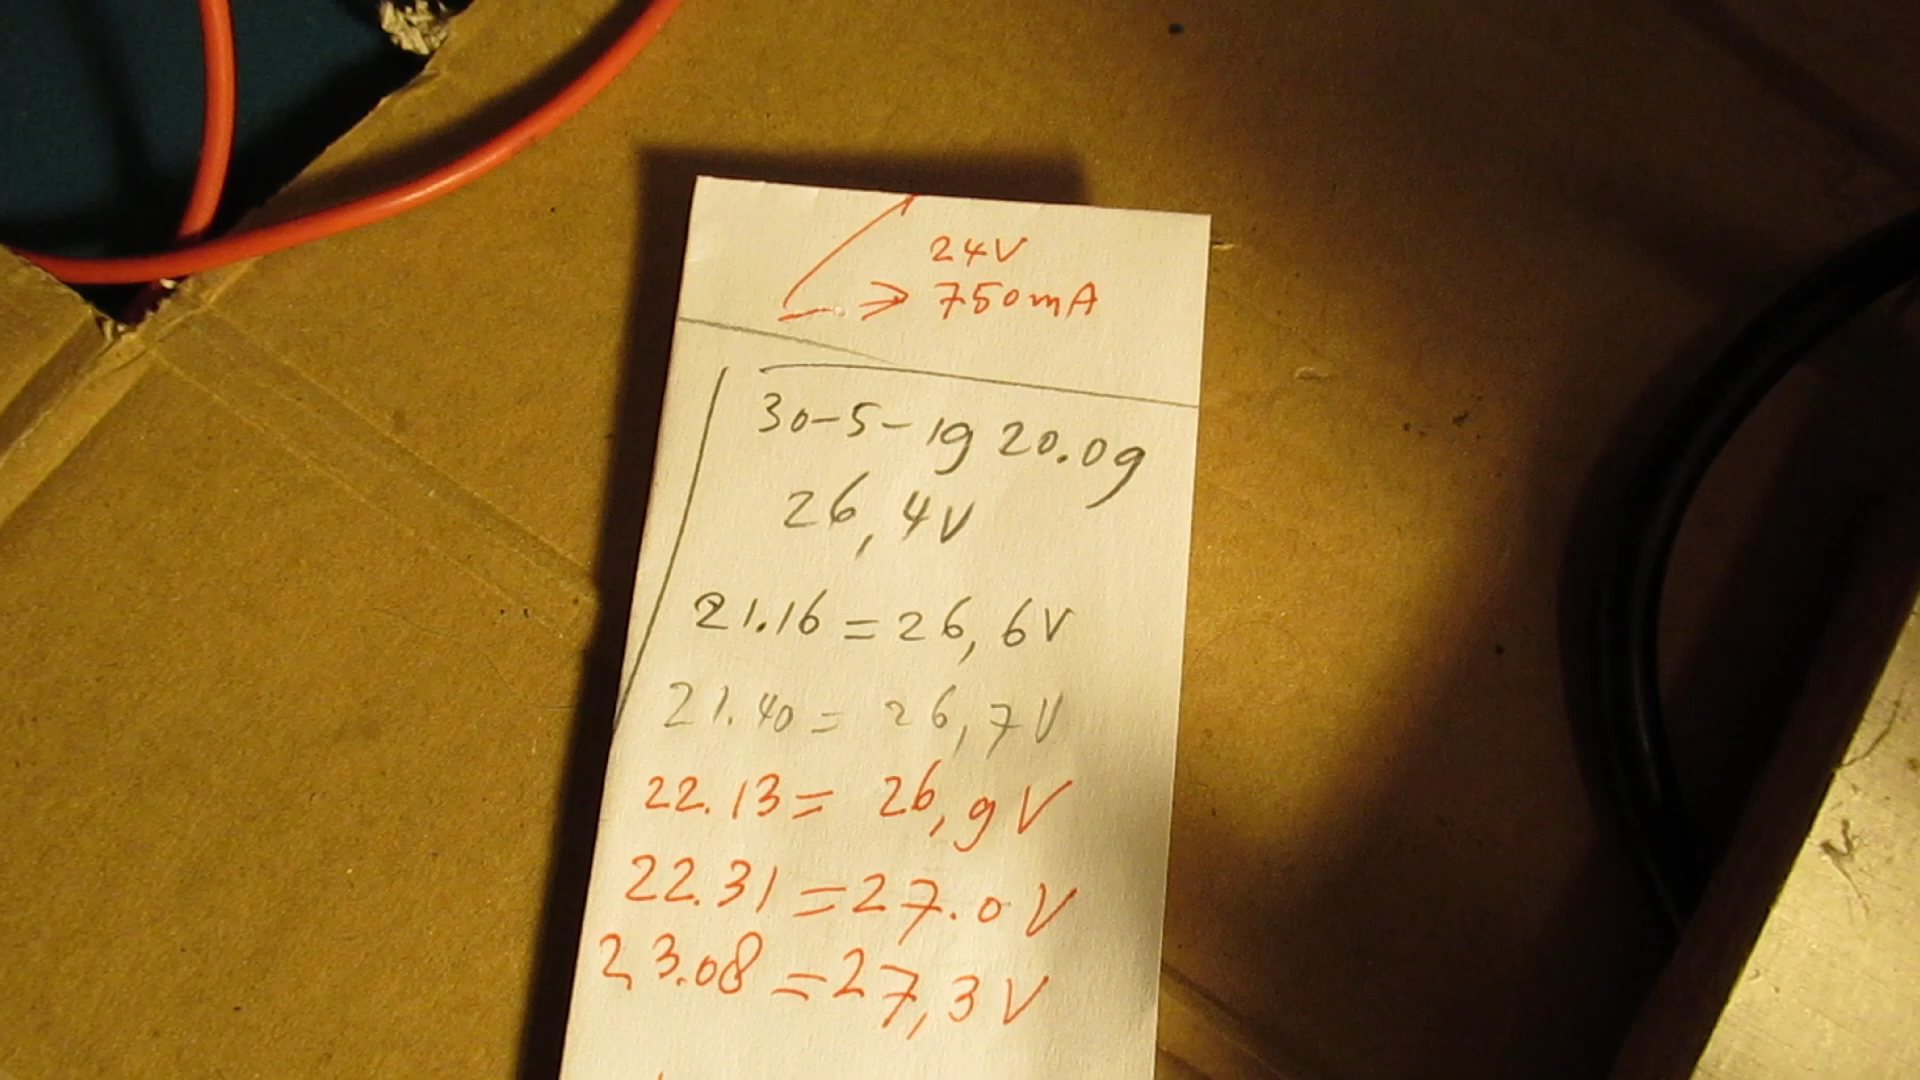 24V
⇒ 750mA
30-5-19 20.09
26,4V
21.16 = 26,6V
21.40 = 26,7V
22.13 = 26,9V
22.31 = 27.0V
23.08 = 27,3V